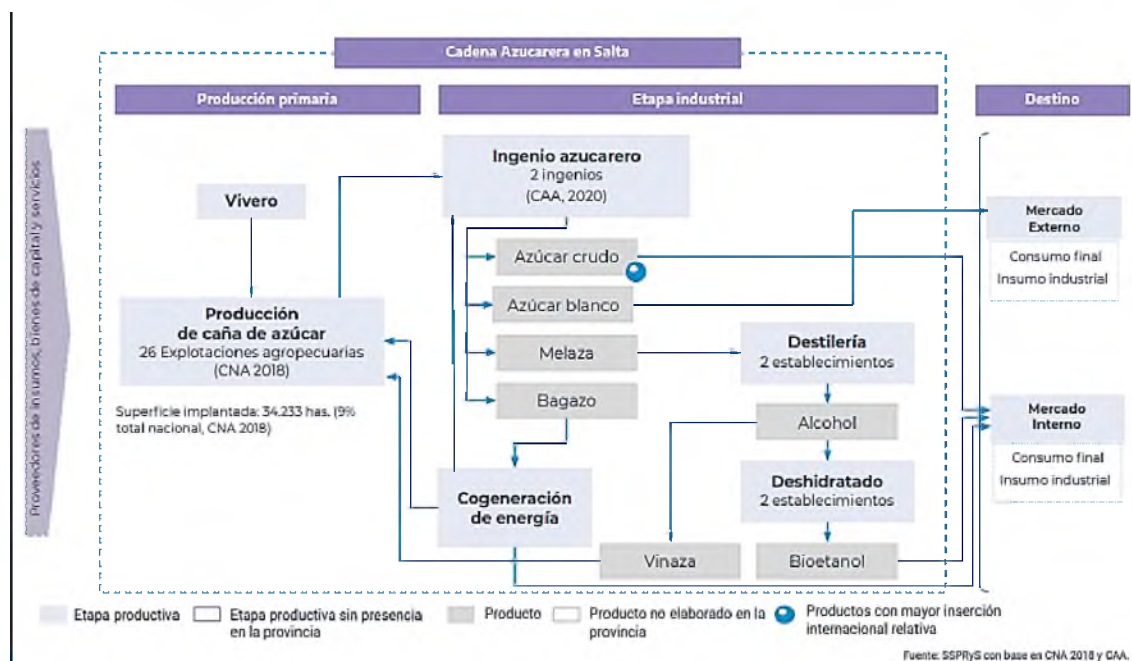 Cadena Azucarera en Salta
Producción primaria
Etapa industrial
Destino
Proveedores de insumos, bienes de capital y servicios
Vivero
Producción
de caña de azúcar
26 Explotaciones agropecuarias
(CNA 2018)
Superficie implantada: 34.233 has. (9%
total nacional, CNA 2018)
Ingenio azucarero
2 ingenios
(CAA, 2020)
Azúcar crudo
Azúcar blanco
Melaza
Bagazo
Cogeneración
de energía
Destilería
2 establecimientos
Alcohol
Deshidratado
2 establecimientos
Vinaza
Bioetanol
Mercado
Externo
Consumo final
Insumo industrial
Mercado
Interno
Consumo final
Insumo industrial
Etapa productiva
Etapa productiva sin presencia
en la provincia
Producto
Producto no elaborado en la
provincia
Productos con mayor inserción
internacional relativa
Fuente: SSPRyS con base en CNA 2018 y CAA.